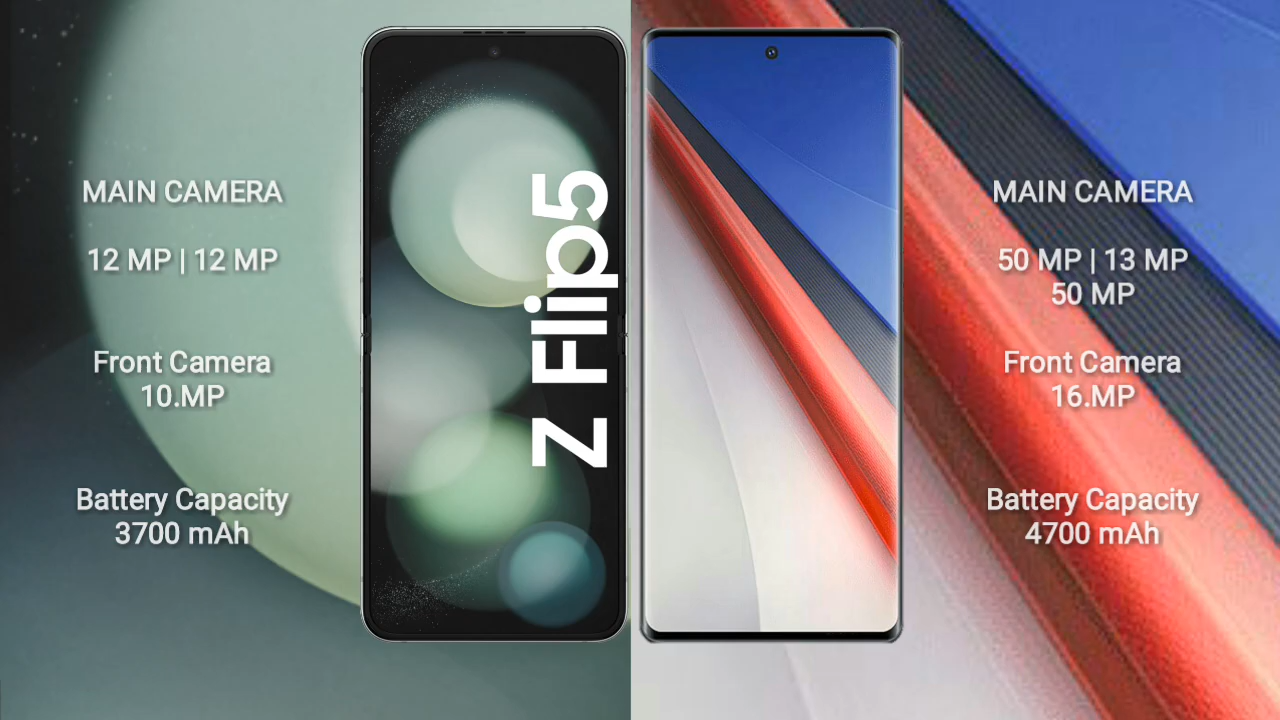 MAIN CAMERA
12 MP | 12 MP
Front Camera
10.MP
Battery Capacity
3700 mAh
Z Flip5
MAIN CAMERA
50 MP | 13 MP
50 MP
Front Camera
16.MP
Battery Capacity
4700 mAh